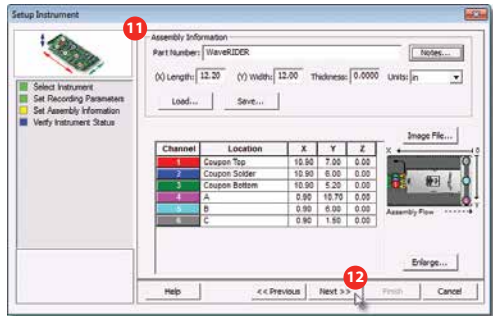 Setup Instrument
11
Assembly Information
Part Number: WaveRIDER Notes...
(X) Length: 12.20 (Y) Width: 12.00 Thickness: 0.0000 Units: in
Load... Save...
Select Instrument
Set Recording Parameters
Set Assembly Information
Verify Instrument Status
Image File...
Channel Location X Y Z
1 Coupon Top 10.90 7.00 0.00
2 Coupon Solder 10.90 6.00 0.00
3 Coupon Bottom 10.90 5.20 0.00
4 A 0.90 10.70 0.00
5 B 0.90 6.00 0.00
6 C 0.90 1.50 0.00
X 0
Y
Assembly Flow
Enlarge...
12
Help << Previous Next >> Finish Cancel